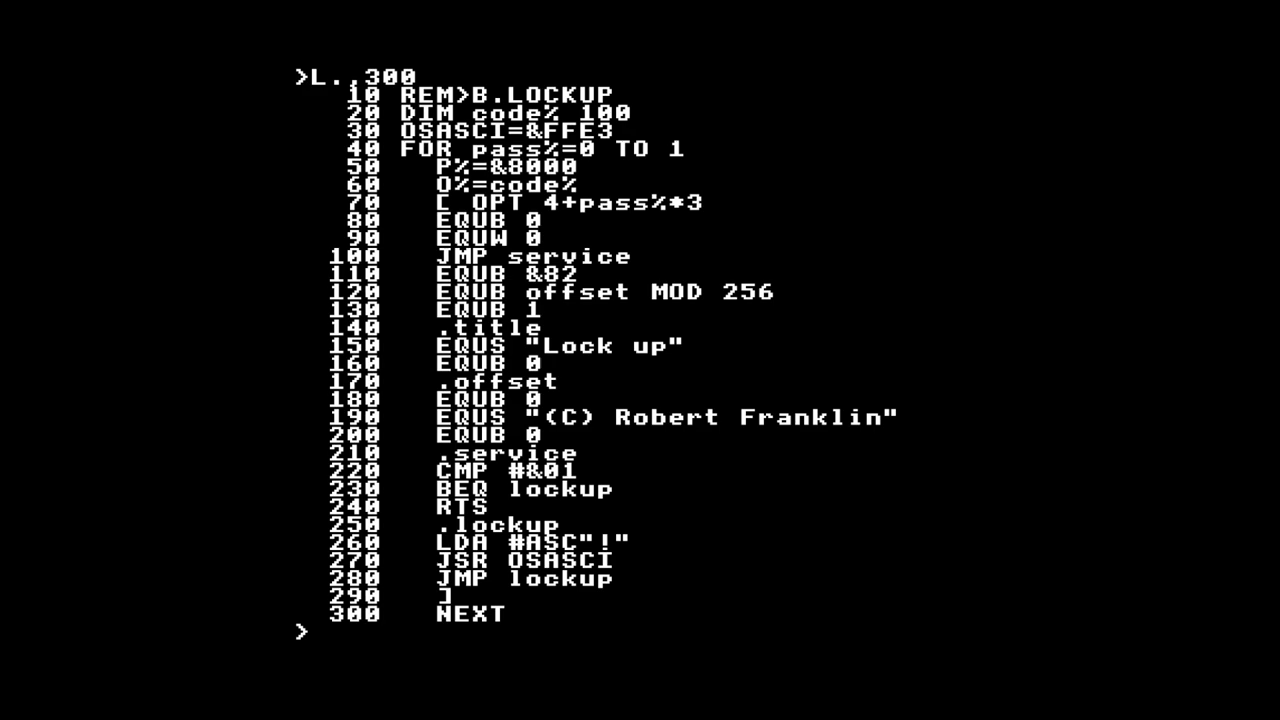 >L.,300
10 REM>B.LOCKUP
20 DIM code% 100
30 OSASCI=&FFE3
40 FOR pass%=0 TO 1
50 P%=&8000
60 O%=code%
70 [ OPT 4+pass%*3
80 EQUB 0
90 EQUW 0
100 JMP service
110 EQUB &82
120 EQUB offset MOD 256
130 EQUB 1
140 .title
150 EQUS "Lock up"
160 EQUB 0
170 .offset
180 EQUB 0
190 EQUS "(C) Robert Franklin"
200 EQUB 0
210 .service
220 CMP #&01
230 BEQ lockup
240 RTS
250 .lockup
260 LDA #ASC"!"
270 JSR OSASCI
280 JMP lockup
290 ]
300 NEXT
>